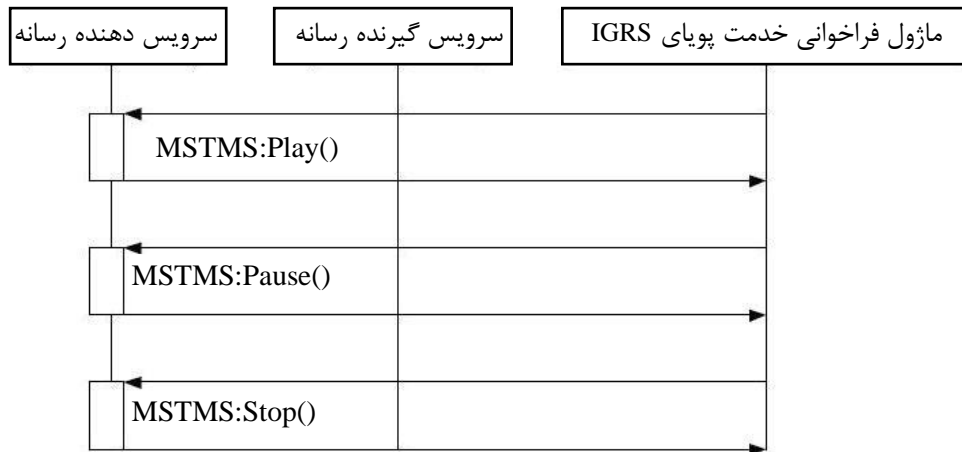 ماژول فراخوانی خدمت پویای IGRS
سرویس گیرنده رسانه
سرویس دهنده رسانه
MSTMS:Play()
MSTMS:Pause()
MSTMS:Stop()